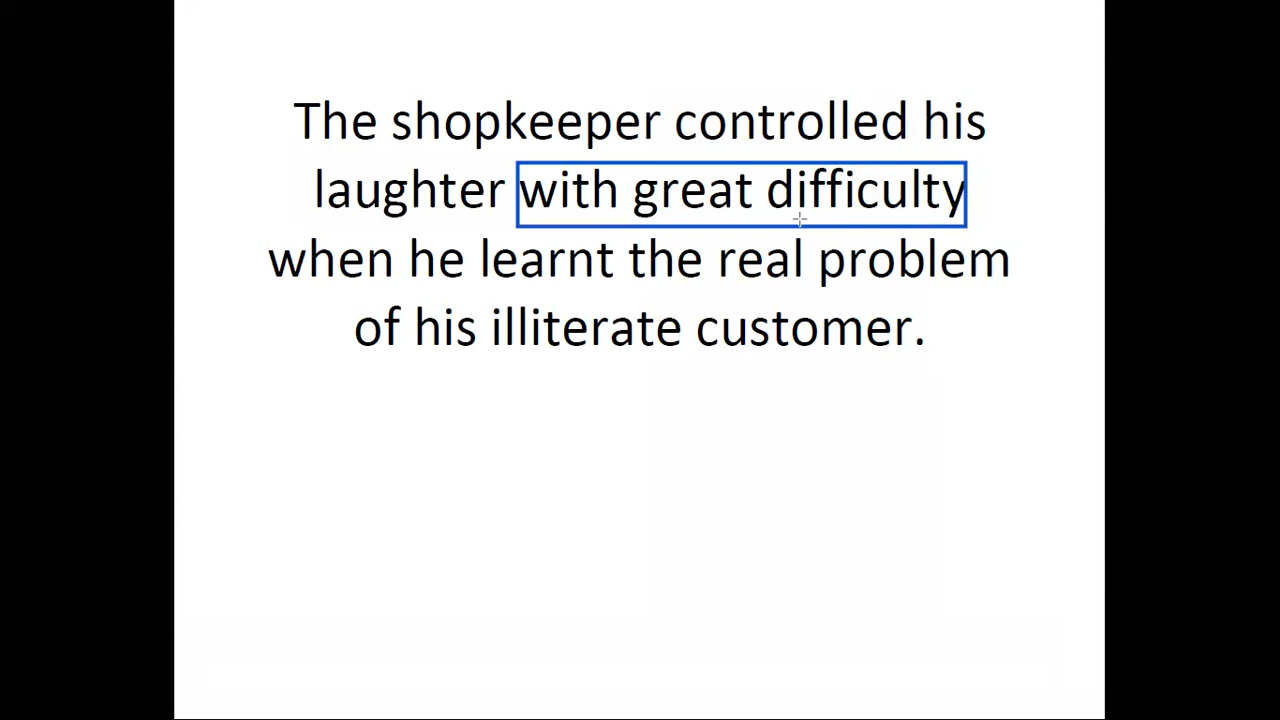 The shopkeeper controlled his
laughter with great difficulty
when he learnt the real problem
of his illiterate customer.